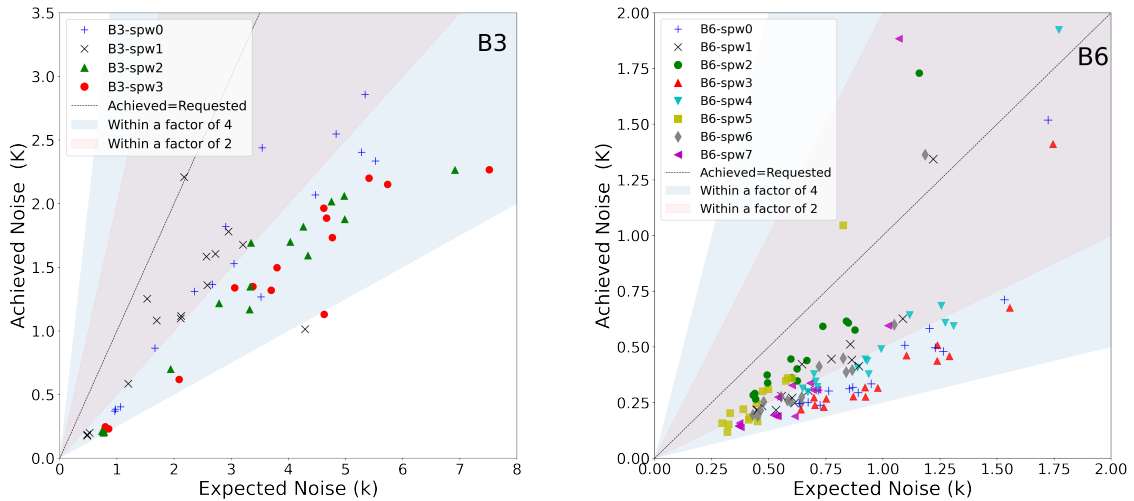 B3
B3-spw0
B3-spw1
B3-spw2
B3-spw3
Achieved=Requested
Within a factor of 4
Within a factor of 2
3.5
3.0
2.5
2.0
1.5
1.0
0.5
0.0
0 1 2 3 4 5 6 7 8
Achieved Noise (K)
Expected Noise (k)
B6
B6-spw0
B6-spw1
B6-spw2
B6-spw3
B6-spw4
B6-spw5
B6-spw6
B6-spw7
Achieved=Requested
Within a factor of 4
Within a factor of 2
2.00
1.75
1.50
1.25
1.00
0.75
0.50
0.25
0.00
0.00 0.25 0.50 0.75 1.00 1.25 1.50 1.75 2.00
Achieved Noise (K)
Expected Noise (k)